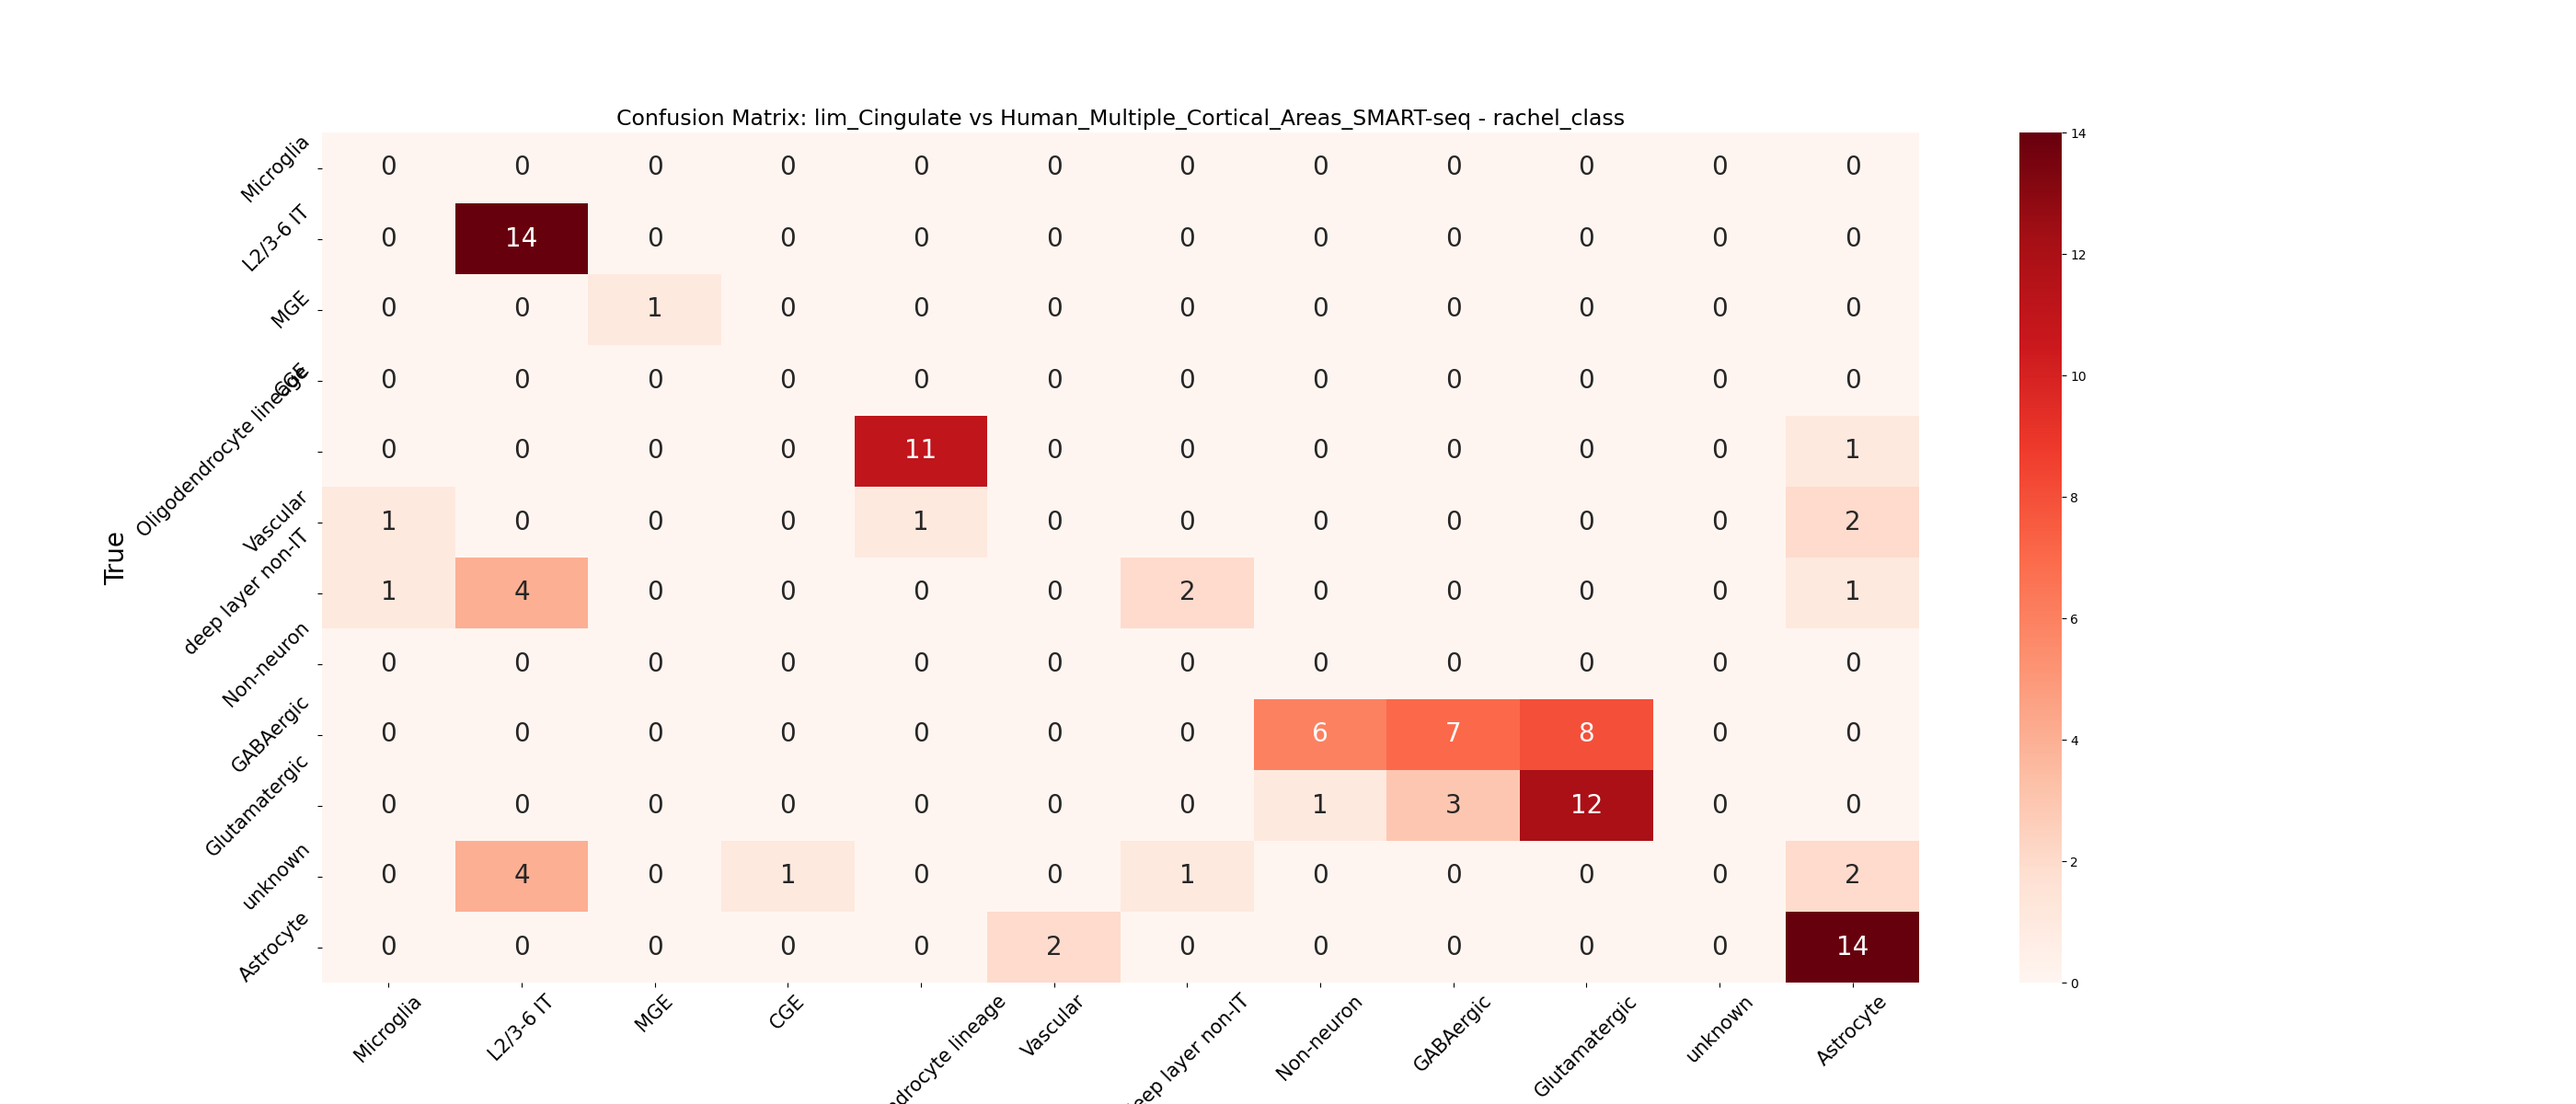 Confusion Matrix: lim_Cingulate vs Human_Multiple_Cortical_Areas_SMART-seq - rachel_class
True
Microglia 0 0 0 0 0 0 0 0 0 0 0 0
L2/3-6 IT 0 14 0 0 0 0 0 0 0 0 0 0
MGE 0 0 1 0 0 0 0 0 0 0 0 0
CGE 0 0 0 0 0 0 0 0 0 0 0 0
Oligodendrocyte lineage 0 0 0 0 11 0 0 0 0 0 0 1
Vascular 1 0 0 0 1 0 0 0 0 0 0 2
deep layer non-IT 1 4 0 0 0 0 2 0 0 0 0 1
Non-neuron 0 0 0 0 0 0 0 0 0 0 0 0
GABAergic 0 0 0 0 0 0 0 6 7 8 0 0
Glutamatergic 0 0 0 0 0 0 0 1 3 12 0 0
unknown 0 4 0 1 0 0 1 0 0 0 0 2
Astrocyte 0 0 0 0 0 2 0 0 0 0 0 14
Microglia L2/3-6 IT MGE CGE lineage Vascular layer non-IT Non-neuron GABAergic Glutamatergic unknown Astrocyte
14
12
10
8
6
4
2
0